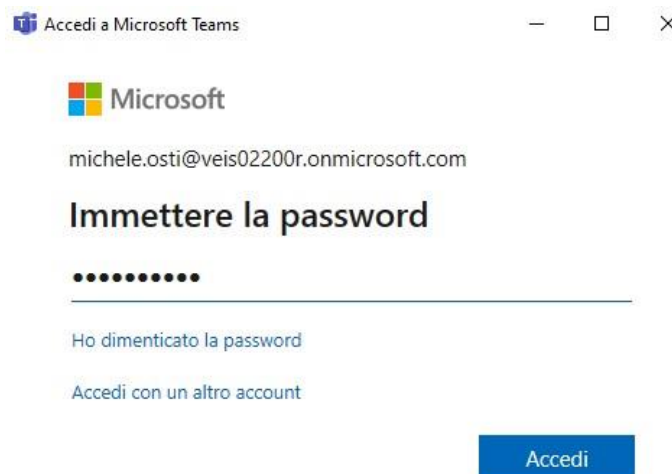 Accedi a Microsoft Teams
Microsoft
michele.osti@veis02200r.onmicrosoft.com
Immettere la password
••••••••••
Ho dimenticato la password
Accedi con un altro account
Accedi